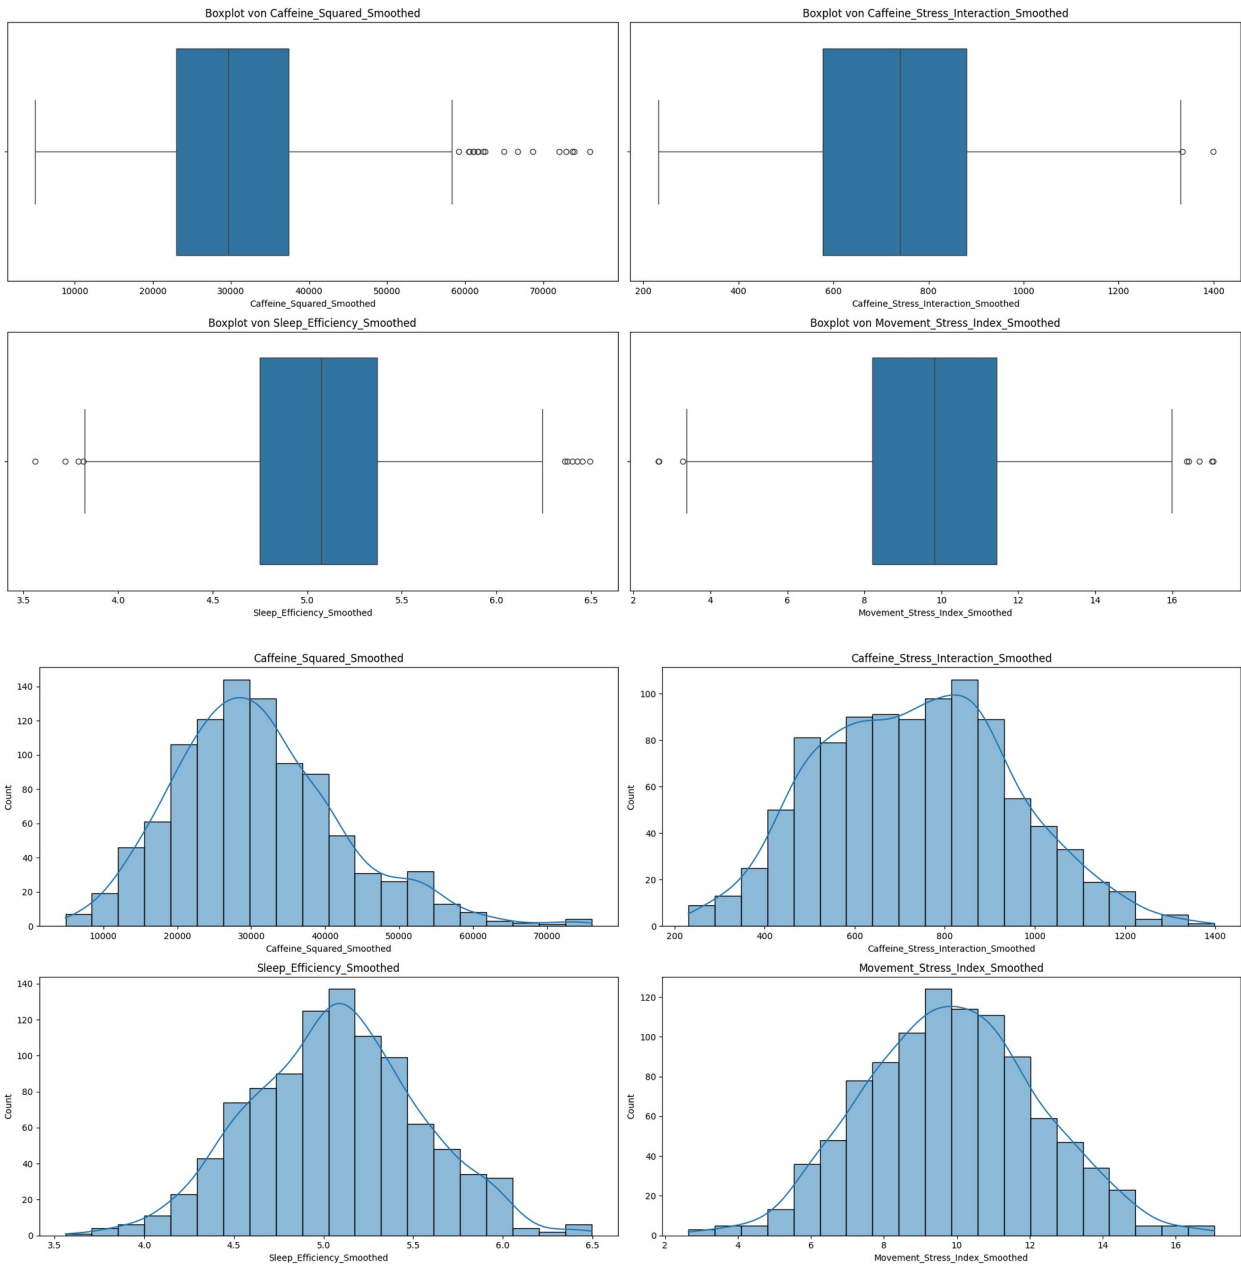 Boxplot von Caffeine_Squared_Smoothed
10000 20000 30000 40000 50000 60000 70000
Caffeine_Squared_Smoothed
Boxplot von Caffeine_Stress_Interaction_Smoothed
200 400 600 800 1000 1200 1400
Caffeine_Stress_Interaction_Smoothed
Boxplot von Sleep_Efficiency_Smoothed
3.5 4.0 4.5 5.0 5.5 6.0 6.5
Sleep_Efficiency_Smoothed
Boxplot von Movement_Stress_Index_Smoothed
2 4 6 8 10 12 14 16
Movement_Stress_Index_Smoothed
Caffeine_Squared_Smoothed
140
120
100
80
60
40
20
0
Count
10000 20000 30000 40000 50000 60000 70000
Caffeine_Squared_Smoothed
Caffeine_Stress_Interaction_Smoothed
100
80
60
40
20
0
Count
200 400 600 800 1000 1200 1400
Caffeine_Stress_Interaction_Smoothed
Sleep_Efficiency_Smoothed
140
120
100
80
60
40
20
0
Count
3.5 4.0 4.5 5.0 5.5 6.0 6.5
Sleep_Efficiency_Smoothed
Movement_Stress_Index_Smoothed
120
100
80
60
40
20
0
Count
2 4 6 8 10 12 14 16
Movement_Stress_Index_Smoothed